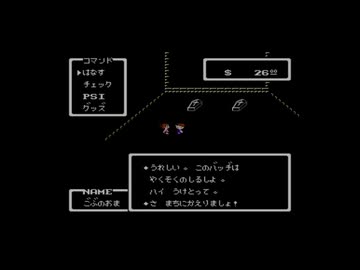 コマンド
▶はなす
チェック
PSI
グッズ
$ 26.00
◆うれしい。 このバッヂは
やくそくのしるしよ。
ハイ うけとって。
◆さ まちにかえりましょ!
NAME
ごぶのおま